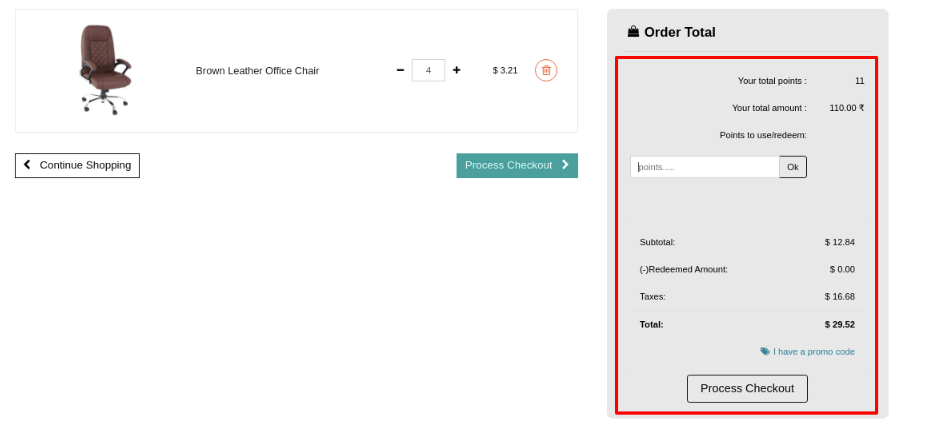 Brown Leather Office Chair
4
$ 3.21
Continue Shopping
Process Checkout
Order Total
Your total points : 11
Your total amount : 110.00 ₹
Points to use/redeem:
points.....
Ok
Subtotal: $ 12.84
(-)Redeemed Amount: $ 0.00
Taxes: $ 16.68
Total: $ 29.52
I have a promo code
Process Checkout